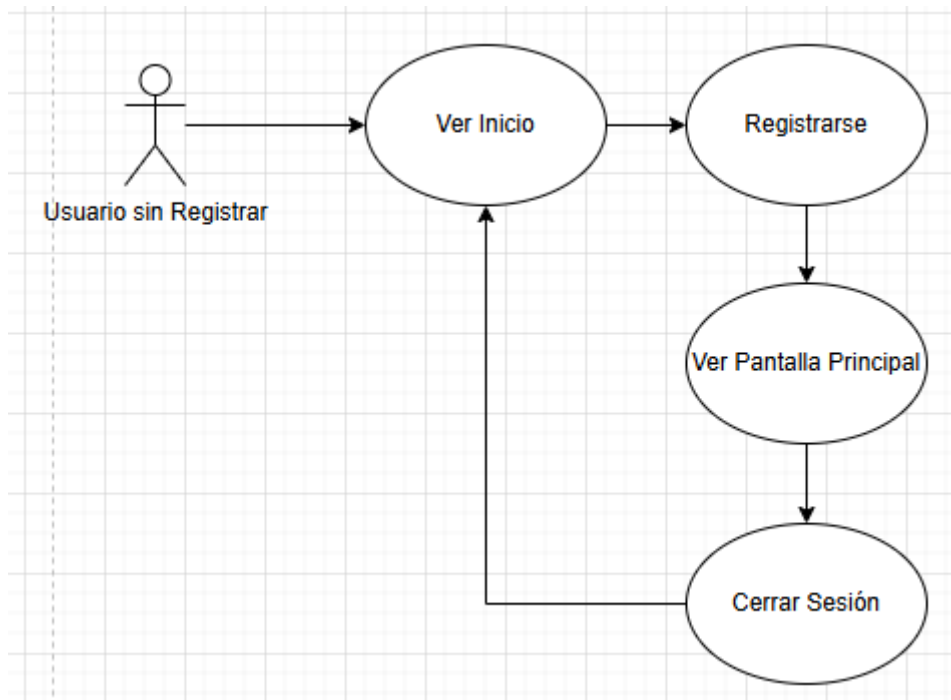 Ver Inicio
Registrarse
Usuario sin Registrar
Ver Pantalla Principal
Cerrar Sesión